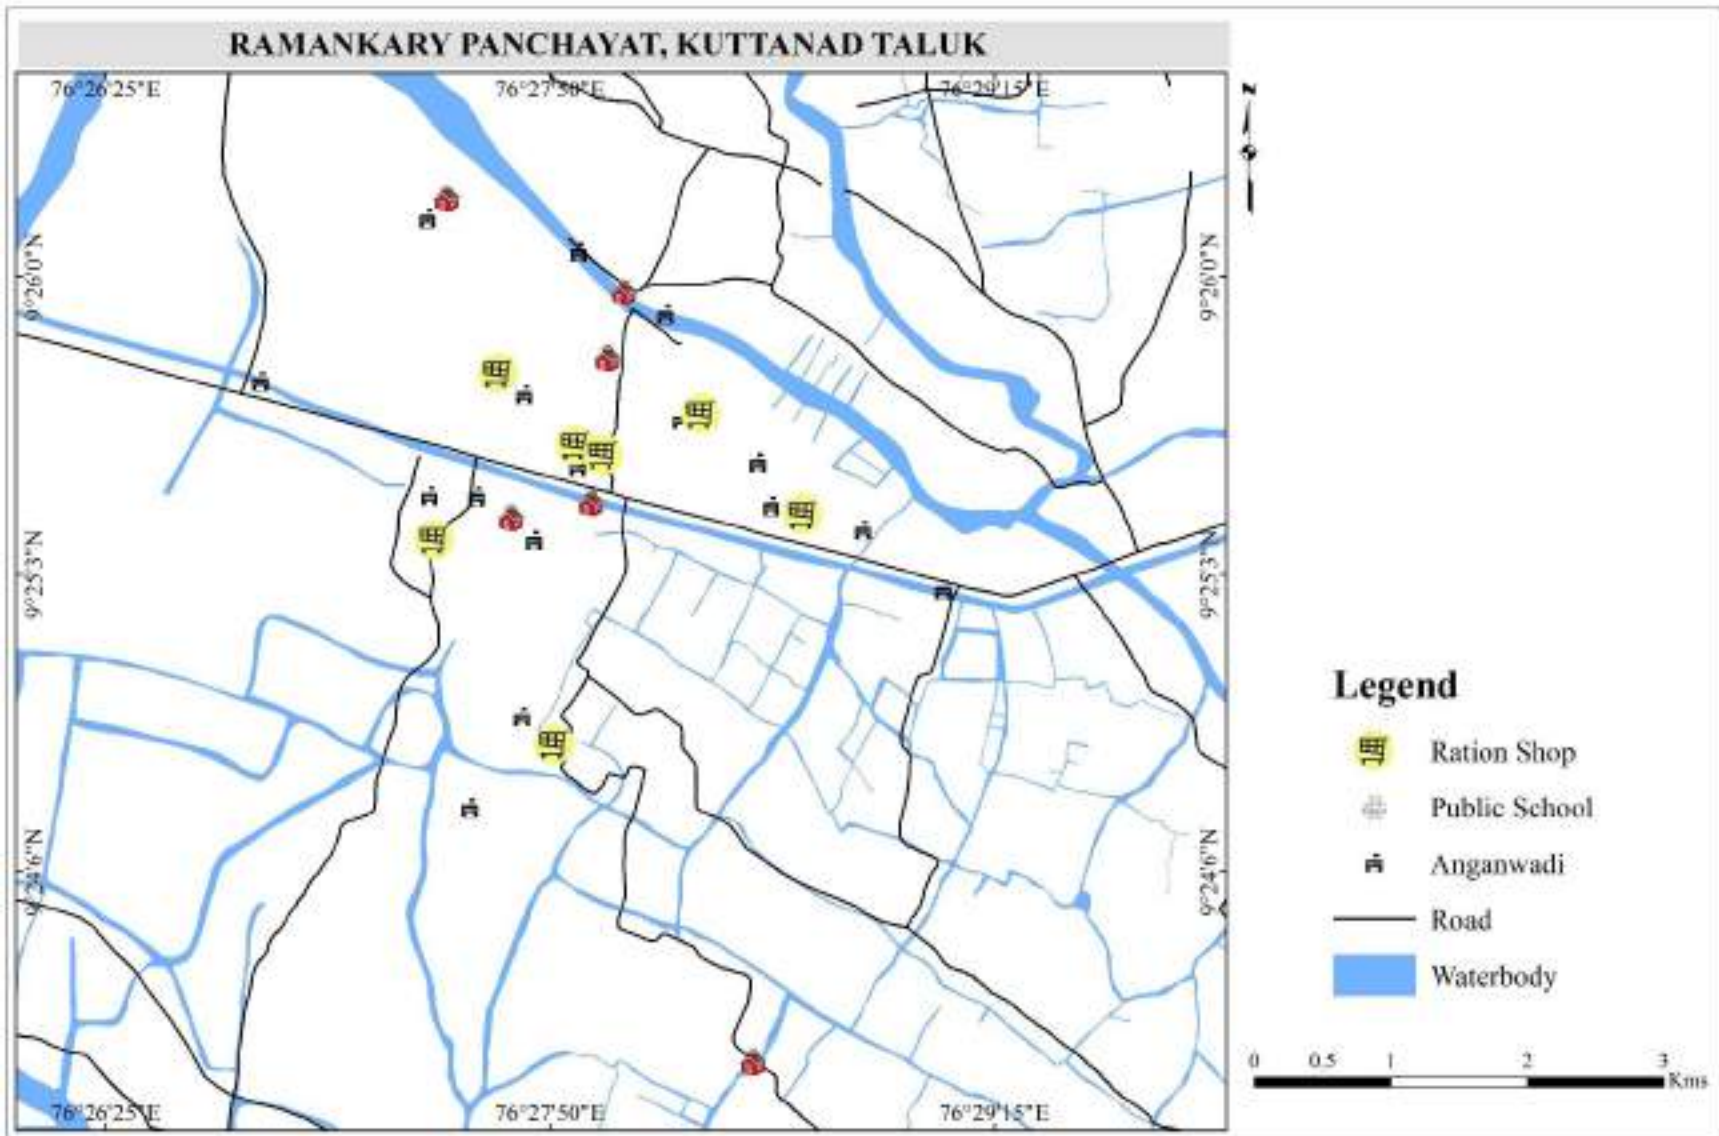 RAMANKARY PANCHAYAT, KUTTANAD TALUK
76°26'25"E
76°27'50"E
76°29'15"E
N
9°26'0"N
9°26'0"N
9°25'3"N
9°25'3"N
9°24'6"N
9°24'6"N
76°26'25"E
76°27'50"E
76°29'15"E
Legend
Ration Shop
Public School
Anganwadi
Road
Waterbody
0 0.5 1 2 3
Kms